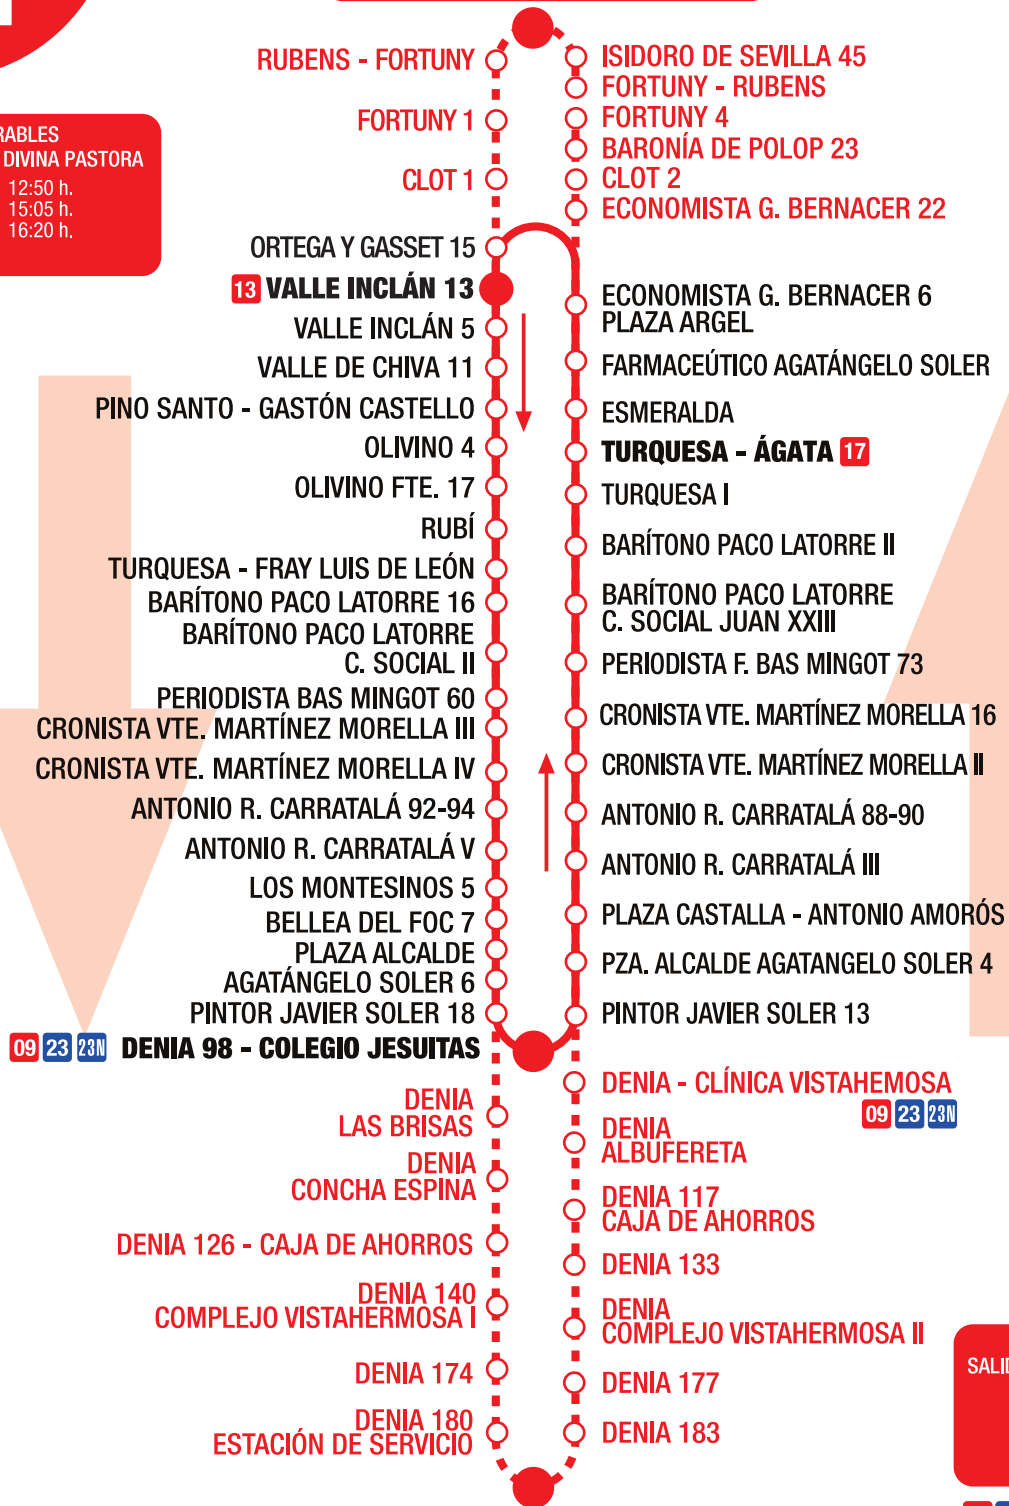 RUBENS - FORTUNY
FORTUNY 1
CLOT 1
RABLES
DIVINA PASTORA
12:50 h.
15:05 h.
16:20 h.
ORTEGA Y GASSET 15
13 VALLE INCLÁN 13
VALLE INCLÁN 5
VALLE DE CHIVA 11
PINO SANTO - GASTÓN CASTELLO
OLIVINO 4
OLIVINO FTE. 17
RUBÍ
TURQUESA - FRAY LUIS DE LEÓN
BARÍTONO PACO LATORRE 16
BARÍTONO PACO LATORRE
C. SOCIAL II
PERIODISTA BAS MINGOT 60
CRONISTA VTE. MARTÍNEZ MORELLA III
CRONISTA VTE. MARTÍNEZ MORELLA IV
ANTONIO R. CARRATALÁ 92-94
ANTONIO R. CARRATALÁ V
LOS MONTESINOS 5
BELLEA DEL FOC 7
PLAZA ALCALDE
AGATÁNGELO SOLER 6
PINTOR JAVIER SOLER 18
09 23 23N DENIA 98 - COLEGIO JESUITAS
DENIA
LAS BRISAS
DENIA
CONCHA ESPINA
DENIA 126 - CAJA DE AHORROS
DENIA 140
COMPLEJO VISTAHERMOSA I
DENIA 174
DENIA 180
ESTACIÓN DE SERVICIO
ISIDORO DE SEVILLA 45
FORTUNY - RUBENS
FORTUNY 4
BARONÍA DE POLOP 23
CLOT 2
ECONOMISTA G. BERNACER 22
ECONOMISTA G. BERNACER 6
PLAZA ARGEL
FARMACEÚTICO AGATÁNGELO SOLER
ESMERALDA
TURQUESA - ÁGATA 17
TURQUESA I
BARÍTONO PACO LATORRE II
BARÍTONO PACO LATORRE
C. SOCIAL JUAN XXIII
PERIODISTA F. BAS MINGOT 73
CRONISTA VTE. MARTÍNEZ MORELLA 16
CRONISTA VTE. MARTÍNEZ MORELLA II
ANTONIO R. CARRATALÁ 88-90
ANTONIO R. CARRATALÁ III
PLAZA CASTALLA - ANTONIO AMORÓS
PZA. ALCALDE AGATANGELO SOLER 4
PINTOR JAVIER SOLER 13
DENIA - CLÍNICA VISTAHEMOSA
09 23 23N
DENIA
ALBUFERETA
DENIA 117
CAJA DE AHORROS
DENIA 133
DENIA
COMPLEJO VISTAHERMOSA II
DENIA 177
DENIA 183
SALID